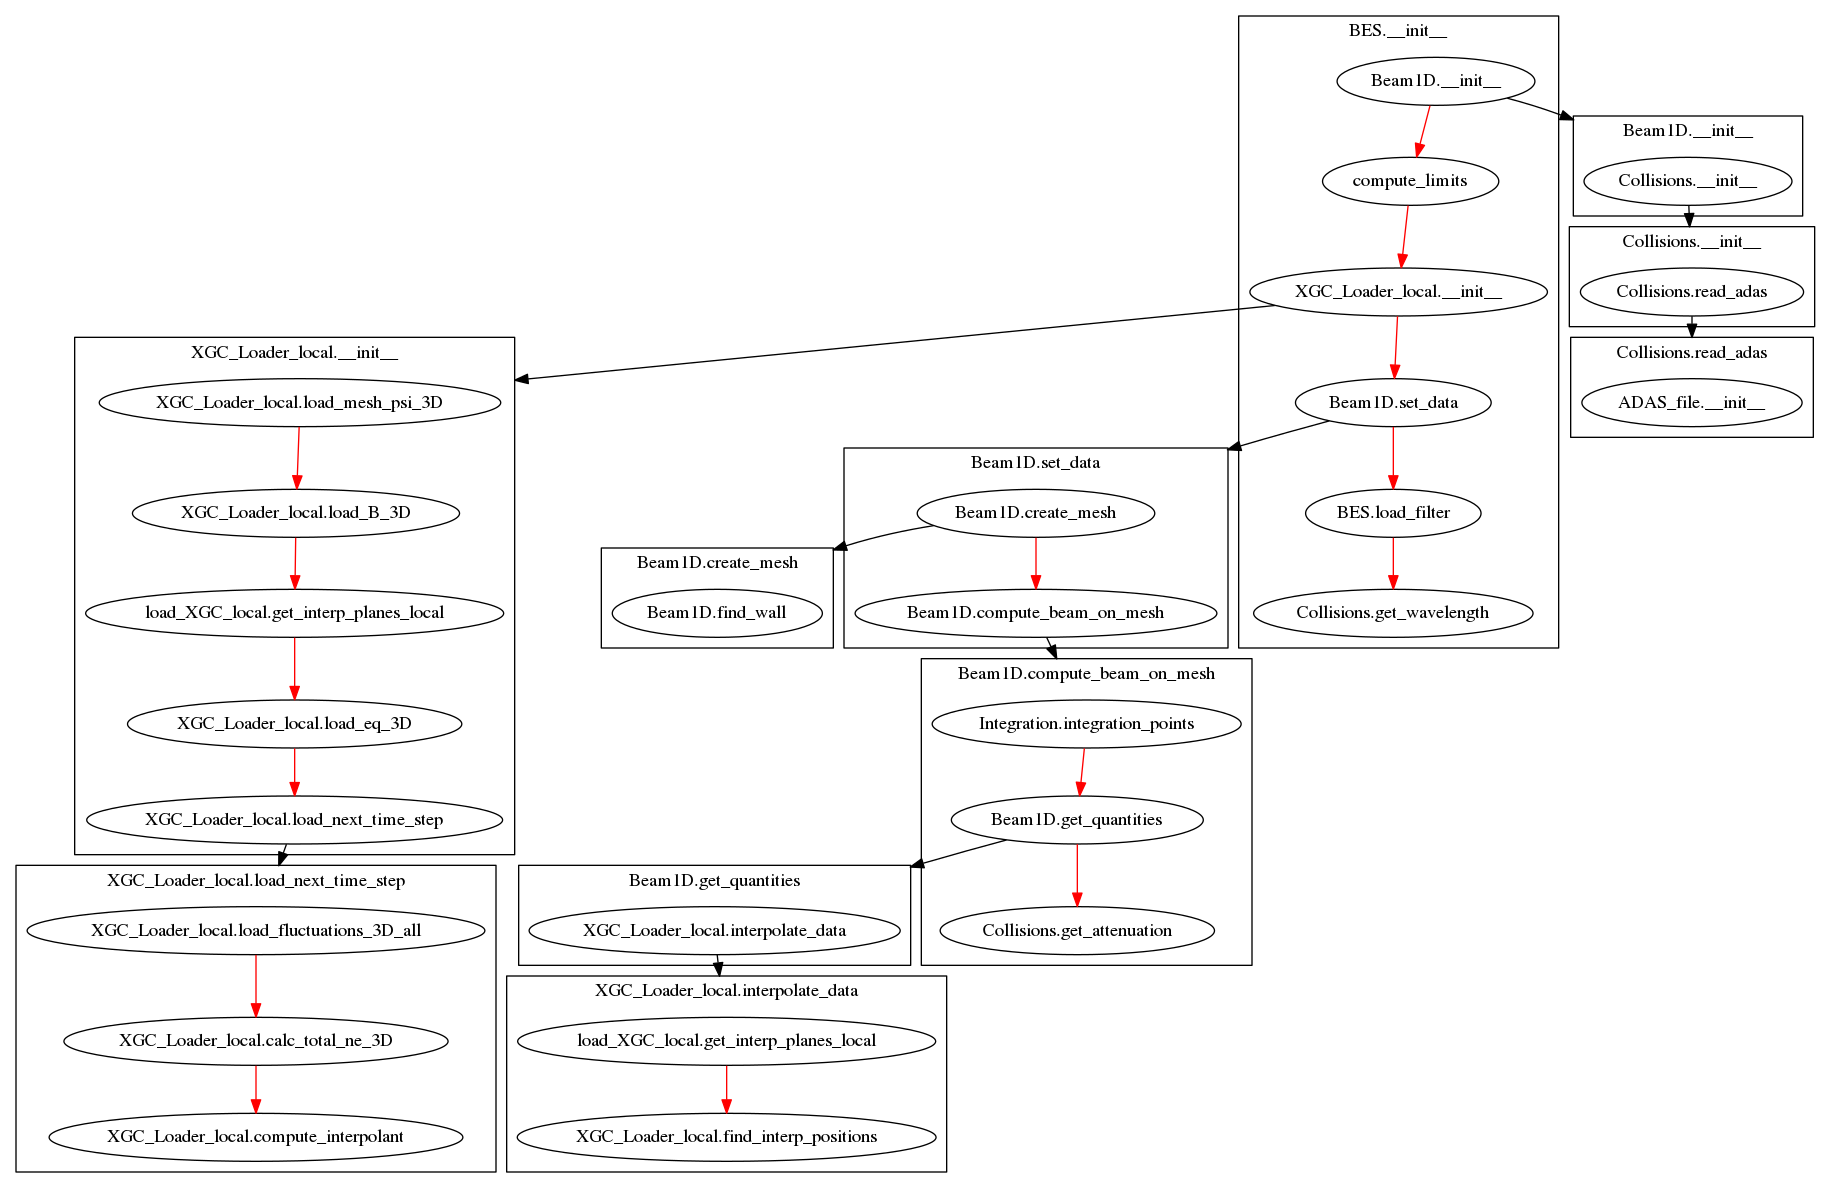 BES.__init__
Beam1D.__init__
compute_limits
XGC_Loader_local.__init__
Beam1D.set_data
BES.load_filter
Collisions.get_wavelength
Beam1D.__init__
Collisions.__init__
Collisions.__init__
Collisions.read_adas
Collisions.read_adas
ADAS_file.__init__
XGC_Loader_local.__init__
XGC_Loader_local.load_mesh_psi_3D
XGC_Loader_local.load_B_3D
load_XGC_local.get_interp_planes_local
XGC_Loader_local.load_eq_3D
XGC_Loader_local.load_next_time_step
Beam1D.set_data
Beam1D.create_mesh
Beam1D.compute_beam_on_mesh
Beam1D.create_mesh
Beam1D.find_wall
Beam1D.compute_beam_on_mesh
Integration.integration_points
Beam1D.get_quantities
Collisions.get_attenuation
XGC_Loader_local.load_next_time_step
XGC_Loader_local.load_fluctuations_3D_all
XGC_Loader_local.calc_total_ne_3D
XGC_Loader_local.compute_interpolant
Beam1D.get_quantities
XGC_Loader_local.interpolate_data
XGC_Loader_local.interpolate_data
load_XGC_local.get_interp_planes_local
XGC_Loader_local.find_interp_positions